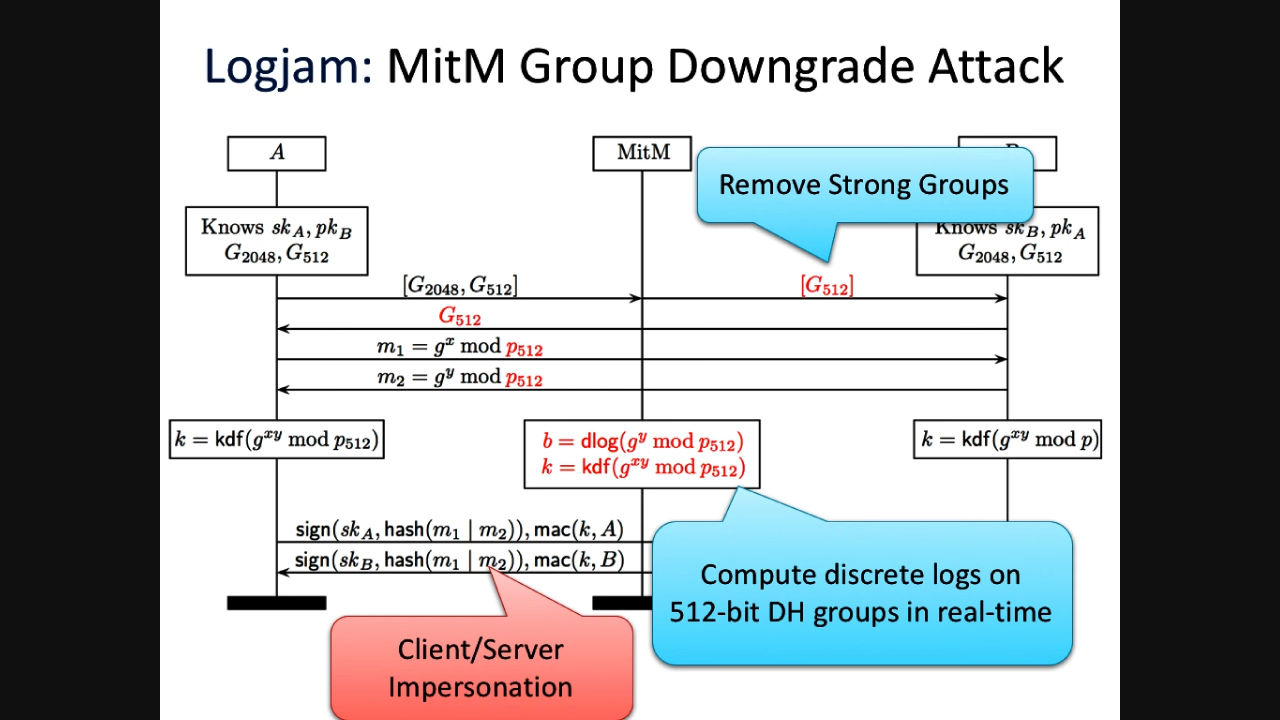 Logjam: MitM Group Downgrade Attack
A
MitM
Remove Strong Groups
Knows sk_A, pk_B
G_2048, G_512
Knows sk_B, pk_A
G_2048, G_512
[G_2048, G_512]
[G_512]
G_512
m_1 = g^x mod p_512
m_2 = g^y mod p_512
k = kdf(g^xy mod p_512)
b = dlog(g^y mod p_512)
k = kdf(g^xy mod p_512)
k = kdf(g^xy mod p)
sign(sk_A, hash(m_1 | m_2)), mac(k, A)
sign(sk_B, hash(m_1 | m_2)), mac(k, B)
Compute discrete logs on
512-bit DH groups in real-time
Client/Server
Impersonation